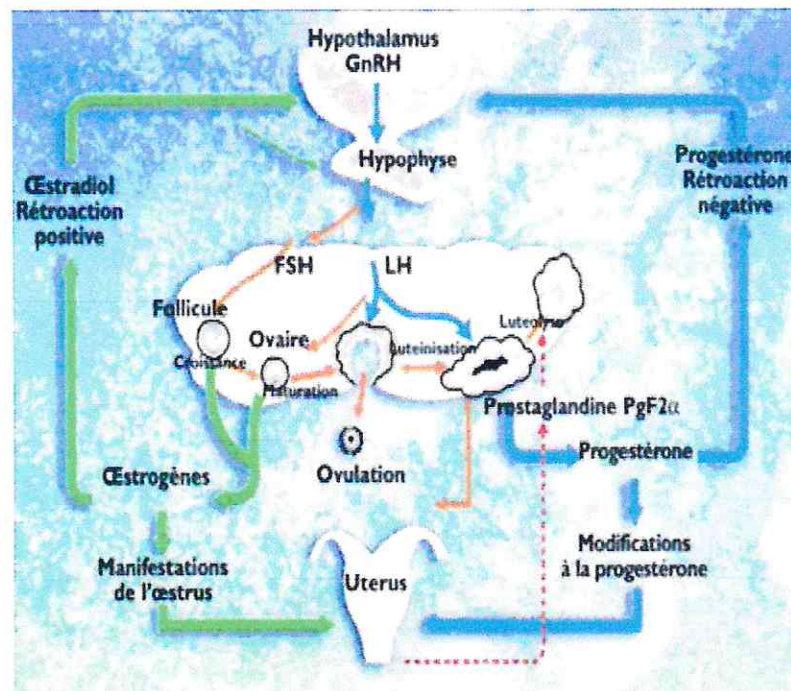 Hypothalamus
GnRH
Hypophyse
Œstradiol
Rétroaction
positive
Progestérone
Rétroaction
négative
FSH
LH
Follicule
Ovaire
Luteolyse
Croissance
Luteinisation
Maturation
Prostaglandine PgF2α
Ovulation
Progestérone
Œstrogènes
Manifestations
de l'œstrus
Uterus
Modifications
à la progestérone